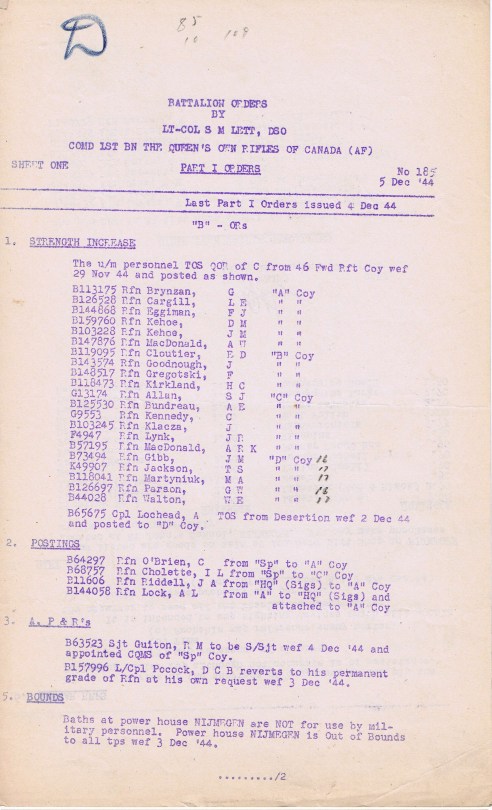 D
85
10 109
BATTALION ORDERS
BY
LT-COL S M LETT, DSO
COMD 1ST BN THE QUEEN'S OWN RIFLES OF CANADA (AF)
SHEET ONE PART I ORDERS No 185
5 Dec '44
Last Part I Orders issued 4 Dec 44
"B" - ORs
1. STRENGTH INCREASE
The u/m personnel TOS QOR of C from 46 Fwd Rft Coy wef
29 Nov 44 and posted as shown.
B113175 Rfn Brynzan, G "A" Coy
B126528 Rfn Cargill, L E " "
B144868 Rfn Eggiman, F J " "
B159760 Rfn Kehoe, D M " "
B103228 Rfn Kehoe, J M " "
B147876 Rfn MacDonald, A W " "
B119095 Rfn Cloutier, E D "B" Coy
B143574 Rfn Goodnough, J " "
B148517 Rfn Gregotski, F " "
B118473 Rfn Kirkland, H C " "
G13174 Rfn Allan, S J "C" Coy
B125530 Rfn Bundreau, A E " "
G9553 Rfn Kennedy, C " "
B103245 Rfn Klacza, J " "
F4947 Rfn Lynk, J R " "
B57195 Rfn MacDonald, A R K " "
B73494 Rfn Gibb, J M "D" Coy 16
K49907 Rfn Jackson, T S " " 17
B118041 Rfn Martyniuk, M A " " 17
B126697 Rfn Parson, G W " " 16
B44028 Rfn Walton, W E " " 17
B65675 Cpl Lochead, A TOS from Desertion wef 2 Dec 44
and posted to "D" Coy.
2. POSTINGS
B64297 Rfn O'Brien, C from "Sp" to "A" Coy
B68757 Rfn Cholette, I L from "Sp" to "C" Coy
B11606 Rfn Riddell, J A from "HQ" (Sigs) to "A" Coy
B144058 Rfn Lock, A L from "A" to "HQ" (Sigs) and
attached to "A" Coy
3. A, P & R's
B63523 Sjt Guiton, R M to be S/Sjt wef 4 Dec '44 and
appointed CQMS of "Sp" Coy.
B157996 L/Cpl Pocock, D C B reverts to his permanent
grade of Rfn at his own request wef 3 Dec '44.
5. BOUNDS
Baths at power house NIJMEGEN are NOT for use by mil-
itary personnel. Power house NIJMEGEN is Out of Bounds
to all tps wef 3 Dec '44.
........./2